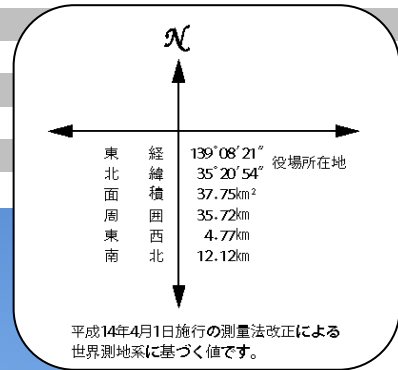 N
東経 139°08′21″ 役場所在地
北緯 35°20′54″
面積 37.75km²
周囲 35.72km
東西 4.77km
南北 12.12km
平成14年4月1日施行の測量法改正による
世界測地系に基づく値です。